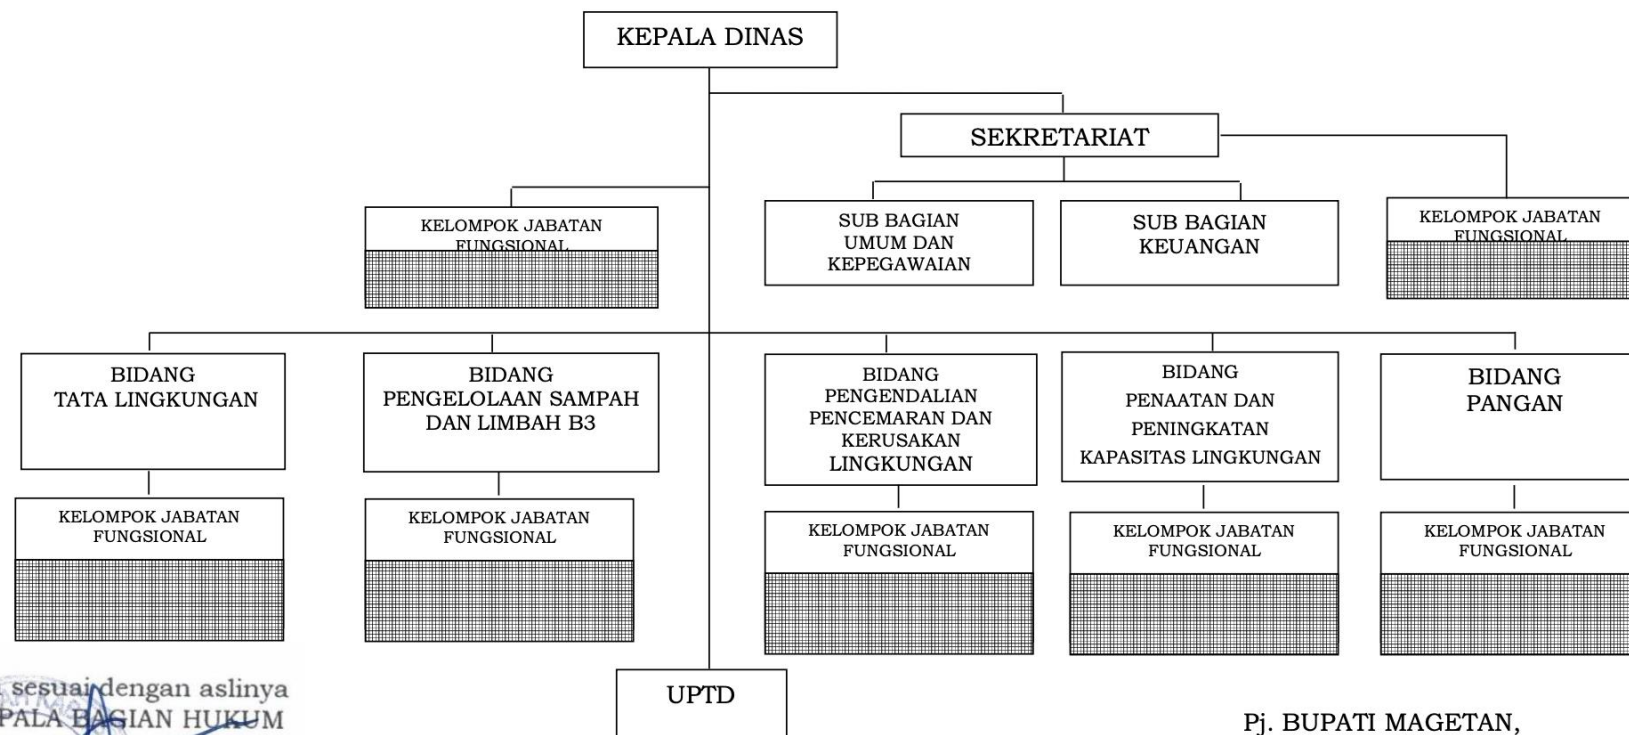 KEPALA DINAS
SEKRETARIAT
KELOMPOK JABATAN
FUNGSIONAL
SUB BAGIAN
UMUM DAN
KEPEGAWAIAN
SUB BAGIAN
KEUANGAN
KELOMPOK JABATAN
FUNGSIONAL
BIDANG
TATA LINGKUNGAN
BIDANG
PENGELOLAAN SAMPAH
DAN LIMBAH B3
BIDANG
PENGENDALIAN
PENCEMARAN DAN
KERUSAKAN
LINGKUNGAN
BIDANG
PENAATAN DAN
PENINGKATAN
KAPASITAS LINGKUNGAN
BIDANG
PANGAN
KELOMPOK JABATAN
FUNGSIONAL
KELOMPOK JABATAN
FUNGSIONAL
KELOMPOK JABATAN
FUNGSIONAL
KELOMPOK JABATAN
FUNGSIONAL
KELOMPOK JABATAN
FUNGSIONAL
UPTD
sesuai dengan aslinya
PALA BAGIAN HUKUM
Pj. BUPATI MAGETAN,